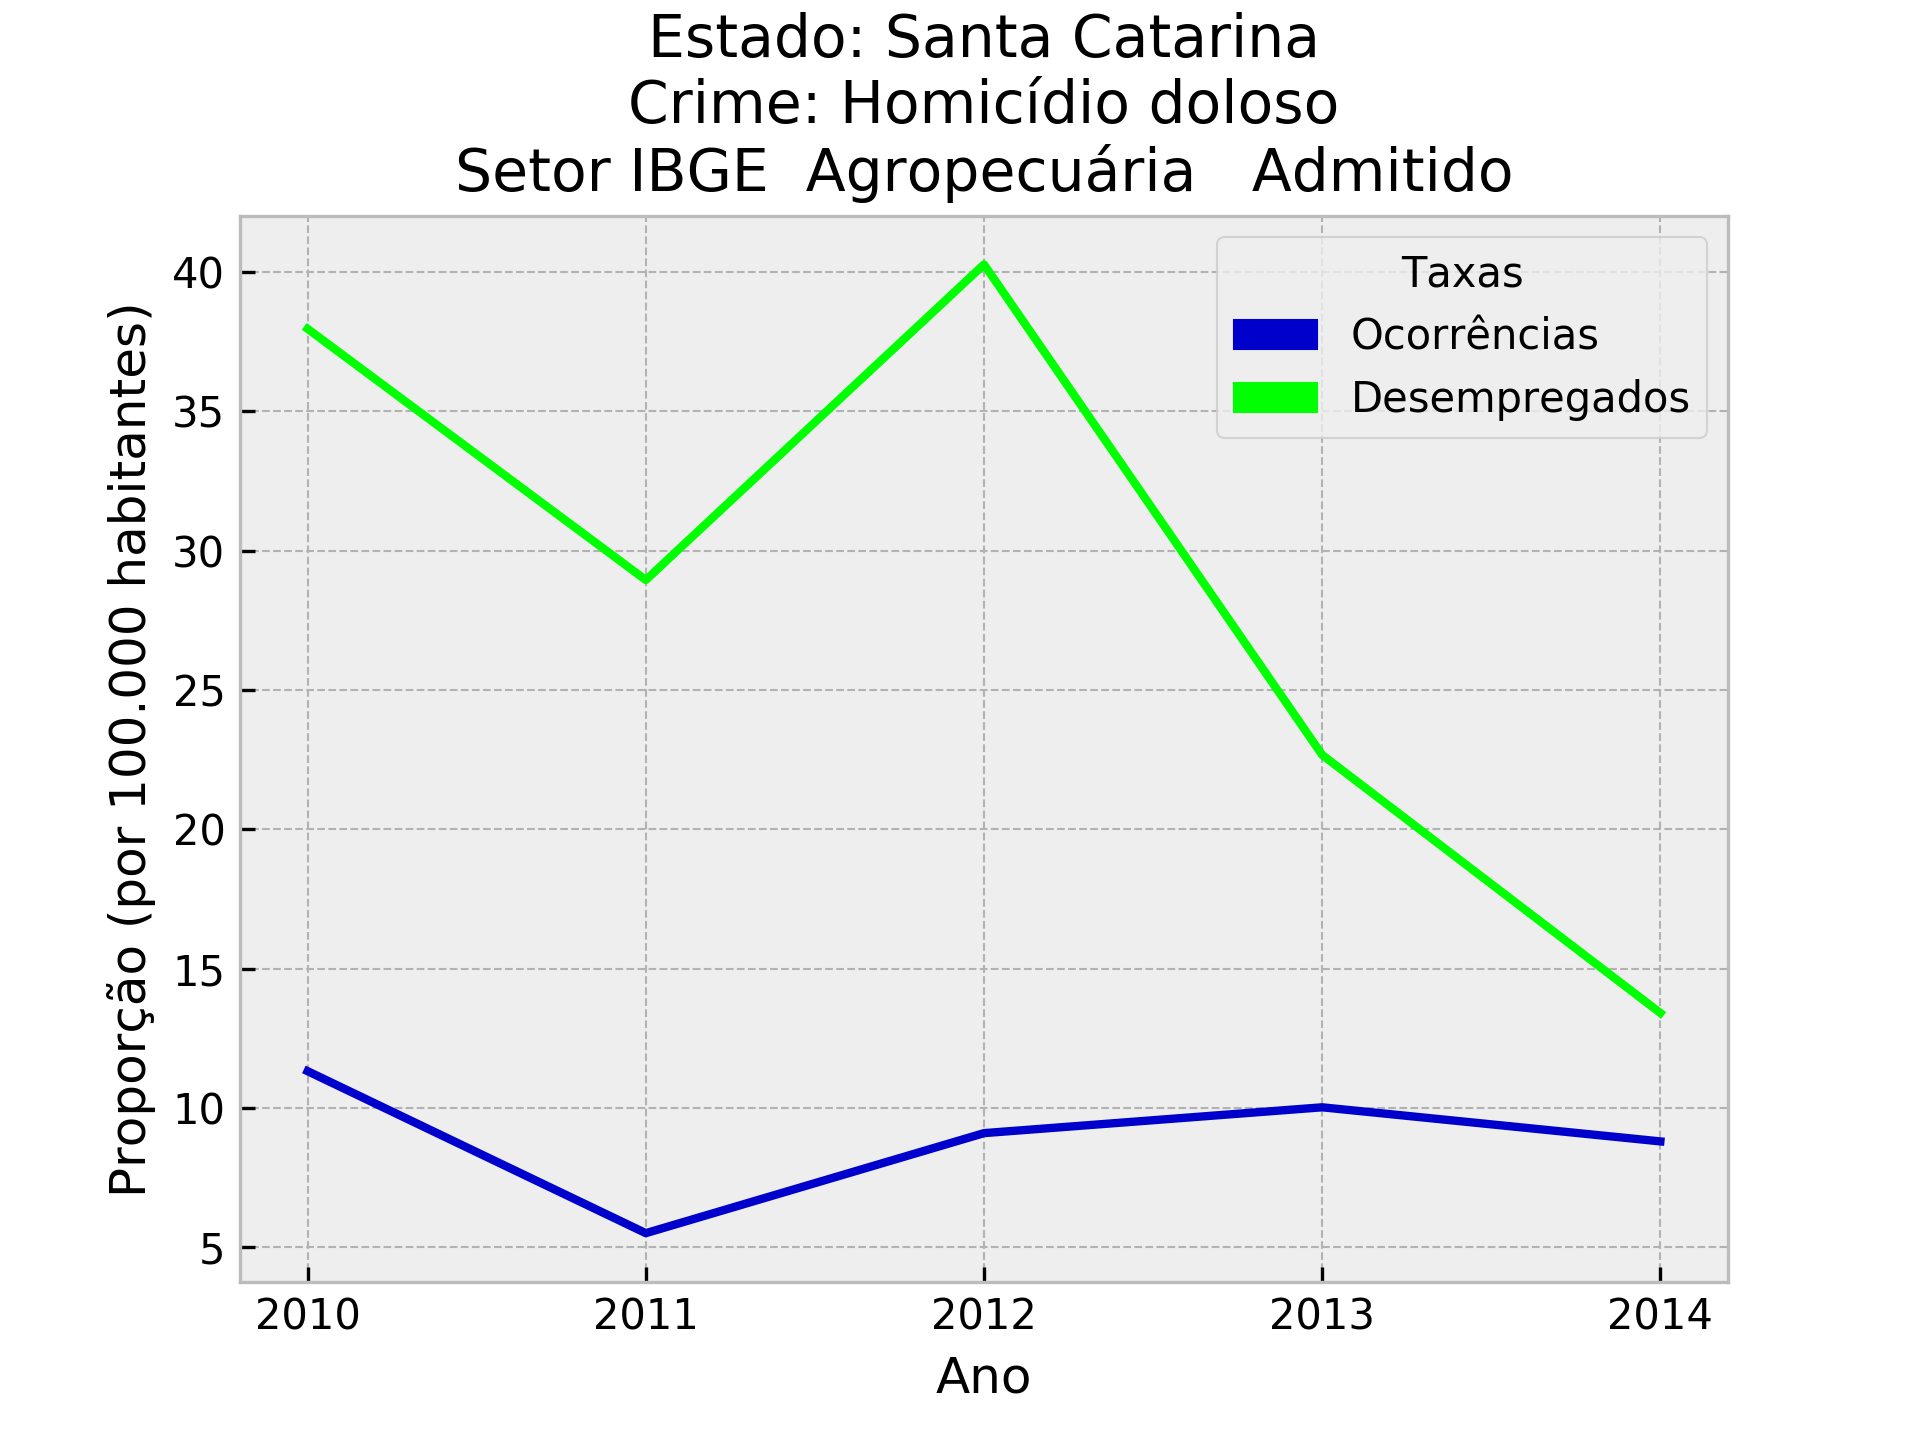 Estado: Santa Catarina
Crime: Homicídio doloso
Setor IBGE  Agropecuária   Admitido
Proporção (por 100.000 habitantes)
40
35
30
25
20
15
10
5
Taxas
Ocorrências
Desempregados
2010 2011 2012 2013 2014
Ano